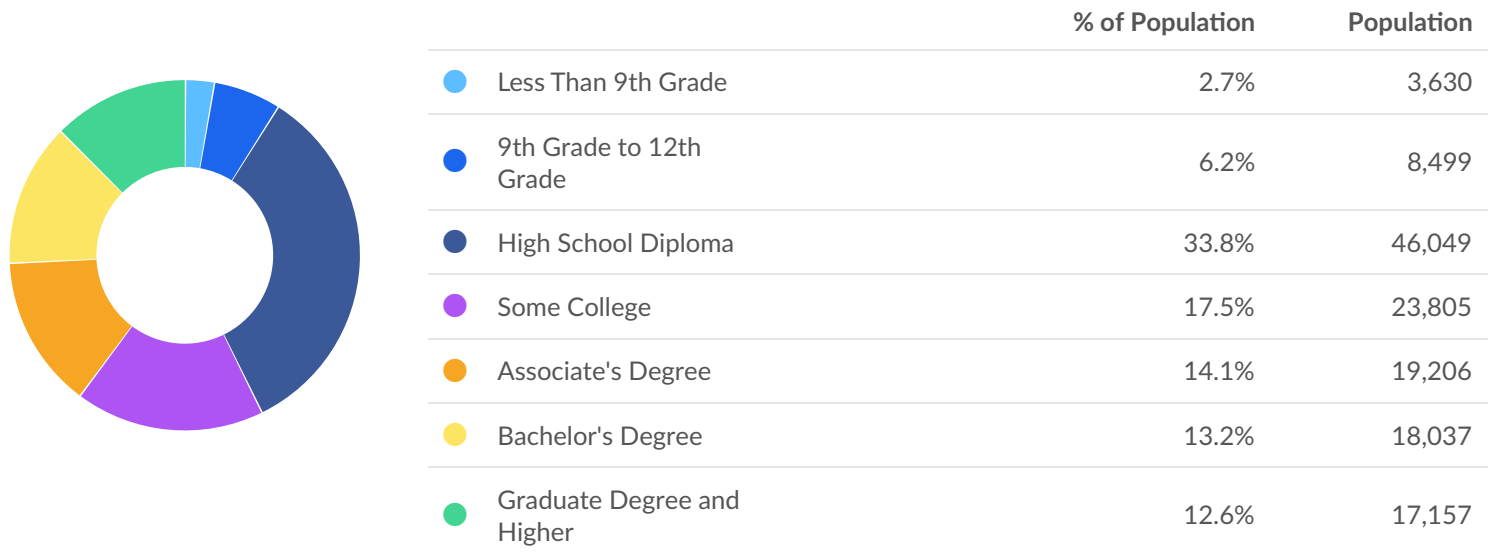 % of Population Population
Less Than 9th Grade 2.7% 3,630
9th Grade to 12th
Grade 6.2% 8,499
High School Diploma 33.8% 46,049
Some College 17.5% 23,805
Associate's Degree 14.1% 19,206
Bachelor's Degree 13.2% 18,037
Graduate Degree and
Higher 12.6% 17,157